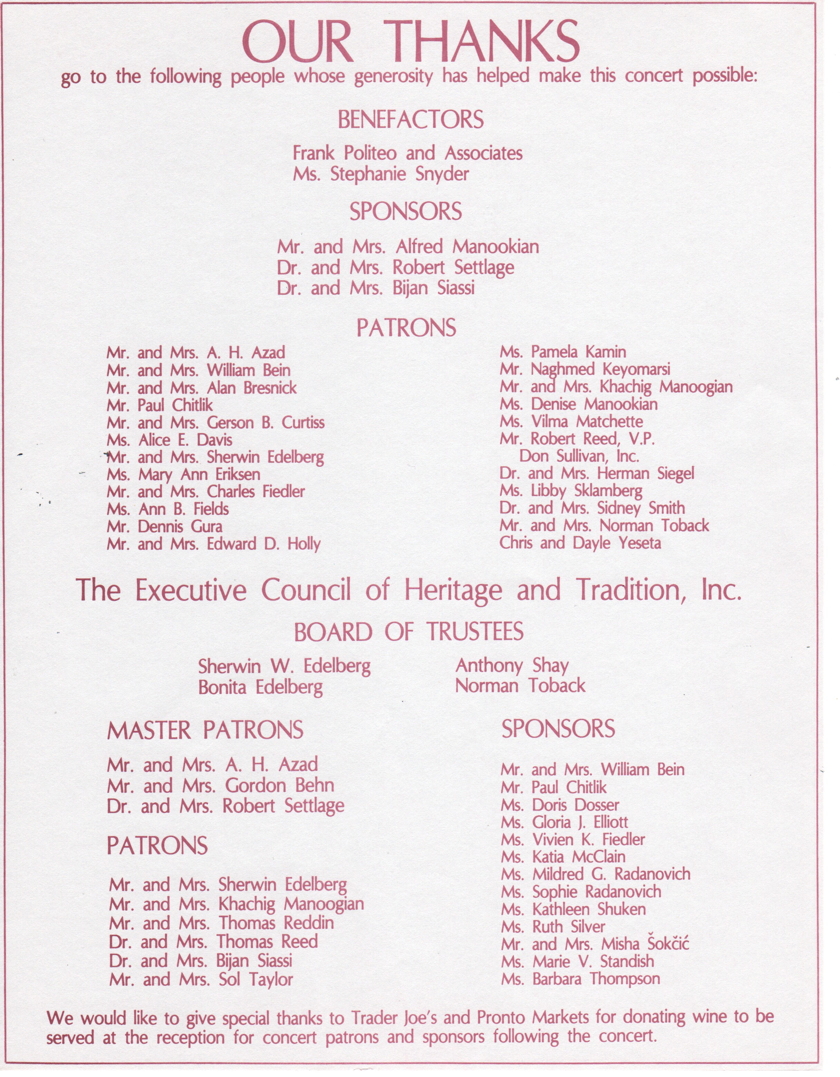 OUR THANKS
go to the following people whose generosity has helped make this concert possible:
BENEFACTORS
Frank Politeo and Associates
Ms. Stephanie Snyder
SPONSORS
Mr. and Mrs. Alfred Manookian
Dr. and Mrs. Robert Settlage
Dr. and Mrs. Bijan Siassi
PATRONS
Mr. and Mrs. A. H. Azad
Mr. and Mrs. William Bein
Mr. and Mrs. Alan Bresnick
Mr. Paul Chitlik
Mr. and Mrs. Gerson B. Curtiss
Ms. Alice E. Davis
Mr. and Mrs. Sherwin Edelberg
Ms. Mary Ann Eriksen
Mr. and Mrs. Charles Fiedler
Ms. Ann B. Fields
Mr. Dennis Gura
Mr. and Mrs. Edward D. Holly
Ms. Pamela Kamin
Mr. Naghmed Keyomarsi
Mr. and Mrs. Khachig Manoogian
Ms. Denise Manookian
Ms. Vilma Matchette
Mr. Robert Reed, V.P.
Don Sullivan, Inc.
Dr. and Mrs. Herman Siegel
Ms. Libby Sklamberg
Dr. and Mrs. Sidney Smith
Mr. and Mrs. Norman Toback
Chris and Dayle Yeseta
The Executive Council of Heritage and Tradition, Inc.
BOARD OF TRUSTEES
Sherwin W. Edelberg
Bonita Edelberg
Anthony Shay
Norman Toback
MASTER PATRONS
Mr. and Mrs. A. H. Azad
Mr. and Mrs. Gordon Behn
Dr. and Mrs. Robert Settlage
PATRONS
Mr. and Mrs. Sherwin Edelberg
Mr. and Mrs. Khachig Manoogian
Mr. and Mrs. Thomas Reddin
Dr. and Mrs. Thomas Reed
Dr. and Mrs. Bijan Siassi
Mr. and Mrs. Sol Taylor
SPONSORS
Mr. and Mrs. William Bein
Mr. Paul Chitlik
Ms. Doris Dosser
Ms. Gloria J. Elliott
Ms. Vivien K. Fiedler
Ms. Katia McClain
Ms. Mildred G. Radanovich
Ms. Sophie Radanovich
Ms. Kathleen Shuken
Ms. Ruth Silver
Mr. and Mrs. Misha Šokčić
Ms. Marie V. Standish
Ms. Barbara Thompson
We would like to give special thanks to Trader Joe's and Pronto Markets for donating wine to be
served at the reception for concert patrons and sponsors following the concert.